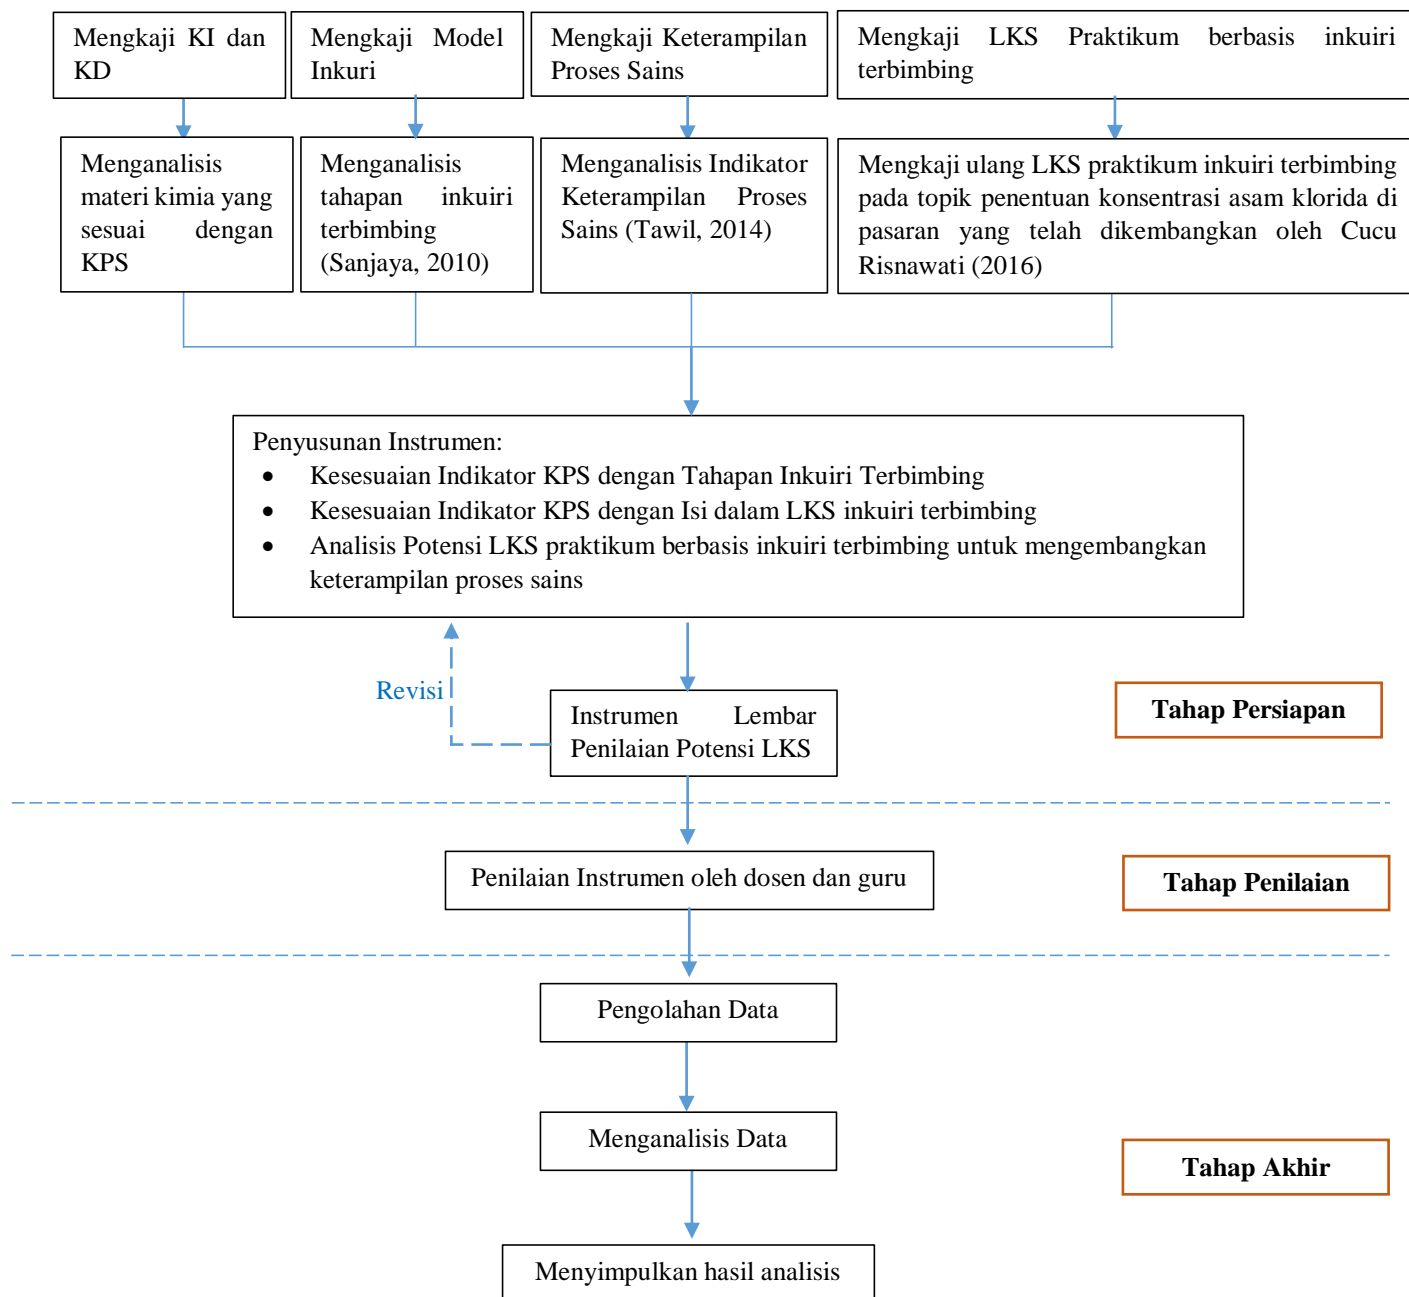 Mengkaji KI dan
KD
Mengkaji Model
Inkuri
Mengkaji Keterampilan
Proses Sains
Mengkaji LKS Praktikum berbasis inkuiri
terbimbing
Menganalisis
materi kimia yang
sesuai dengan
KPS
Menganalisis
tahapan inkuiri
terbimbing
(Sanjaya, 2010)
Menganalisis Indikator
Keterampilan Proses
Sains (Tawil, 2014)
Mengkaji ulang LKS praktikum inkuiri terbimbing
pada topik penentuan konsentrasi asam klorida di
pasaran yang telah dikembangkan oleh Cucu
Risnawati (2016)
Penyusunan Instrumen:
• Kesesuaian Indikator KPS dengan Tahapan Inkuiri Terbimbing
• Kesesuaian Indikator KPS dengan Isi dalam LKS inkuiri terbimbing
• Analisis Potensi LKS praktikum berbasis inkuiri terbimbing untuk mengembangkan
keterampilan proses sains
Revisi
Instrumen Lembar
Penilaian Potensi LKS
Tahap Persiapan
Penilaian Instrumen oleh dosen dan guru
Tahap Penilaian
Pengolahan Data
Menganalisis Data
Tahap Akhir
Menyimpulkan hasil analisis